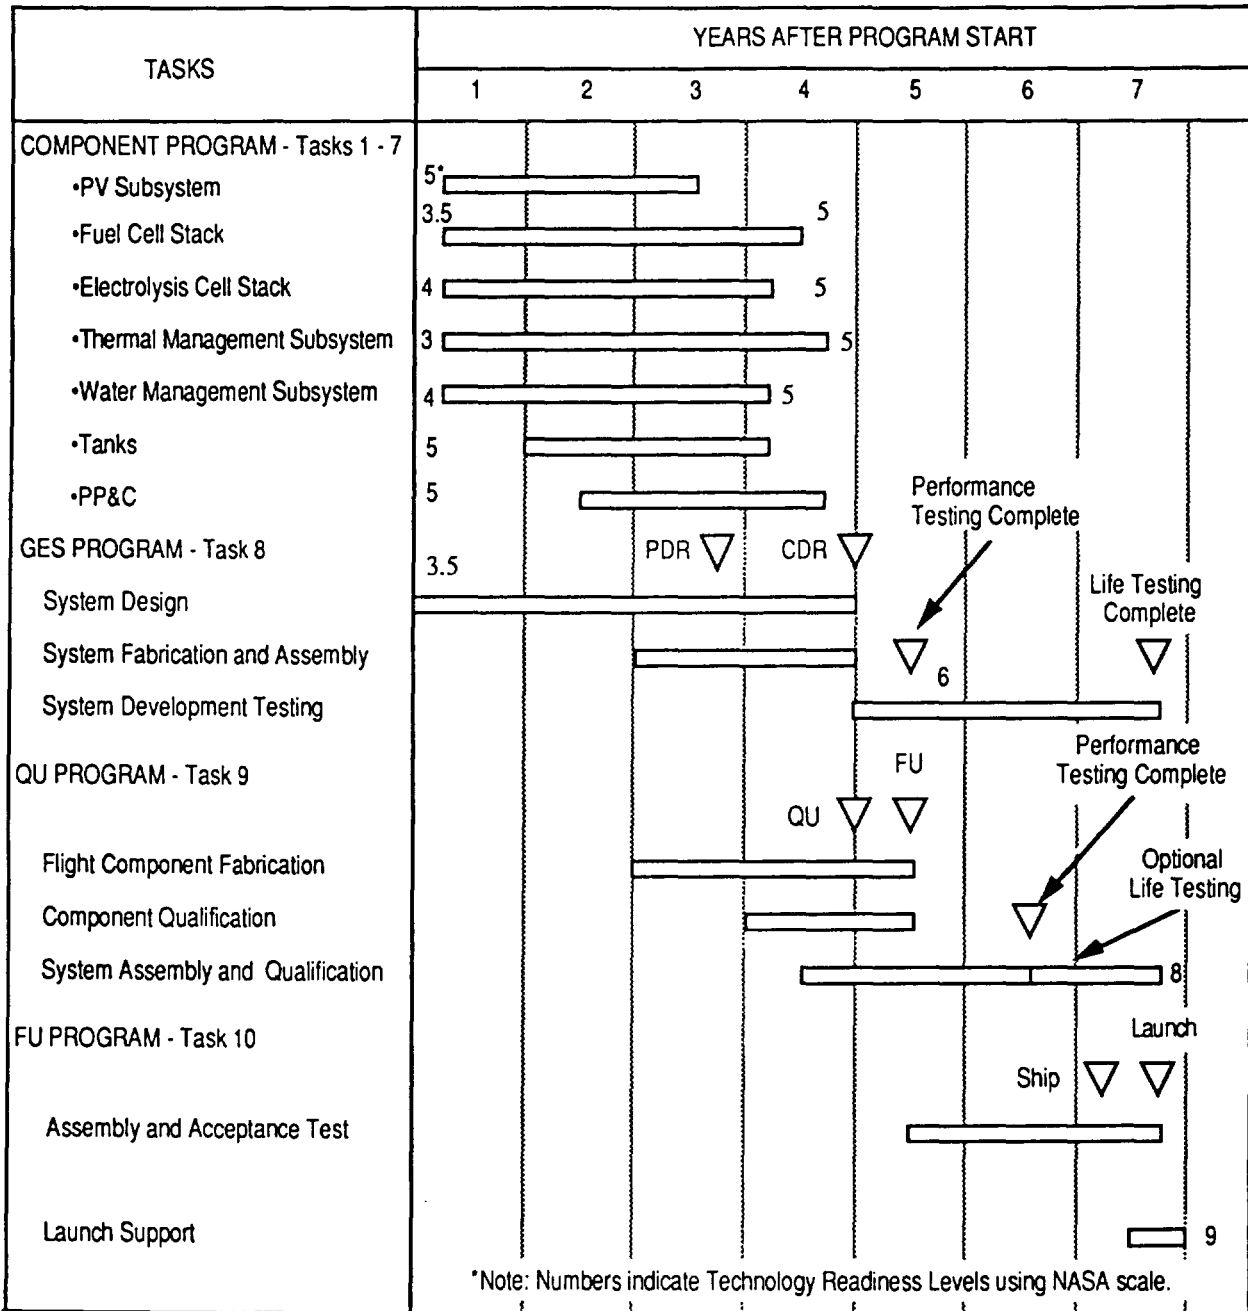 TASKS
YEARS AFTER PROGRAM START
1 2 3 4 5 6 7
COMPONENT PROGRAM - Tasks 1 - 7
•PV Subsystem 5*
•Fuel Cell Stack 3.5 5
•Electrolysis Cell Stack 4 5
•Thermal Management Subsystem 3 5
•Water Management Subsystem 4 5
•Tanks 5
•PP&C 5
Performance
Testing Complete
GES PROGRAM - Task 8 3.5 PDR CDR
Life Testing
Complete
System Design
System Fabrication and Assembly 6
System Development Testing
Performance
Testing Complete
QU PROGRAM - Task 9 FU
QU
Flight Component Fabrication
Optional
Life Testing
Component Qualification
System Assembly and Qualification 8
FU PROGRAM - Task 10 Launch
Ship
Assembly and Acceptance Test
Launch Support 9
*Note: Numbers indicate Technology Readiness Levels using NASA scale.